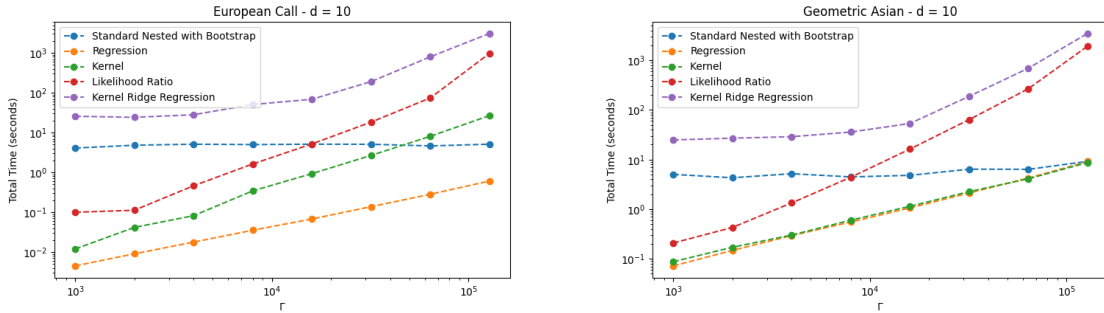 European Call - d = 10
Standard Nested with Bootstrap
Regression
Kernel
Likelihood Ratio
Kernel Ridge Regression
Total Time (seconds)
10³
10²
10¹
10⁰
10⁻¹
10⁻²
10³
10⁴
10⁵
Γ
Geometric Asian - d = 10
Standard Nested with Bootstrap
Regression
Kernel
Likelihood Ratio
Kernel Ridge Regression
Total Time (seconds)
10³
10²
10¹
10⁰
10⁻¹
10³
10⁴
10⁵
Γ